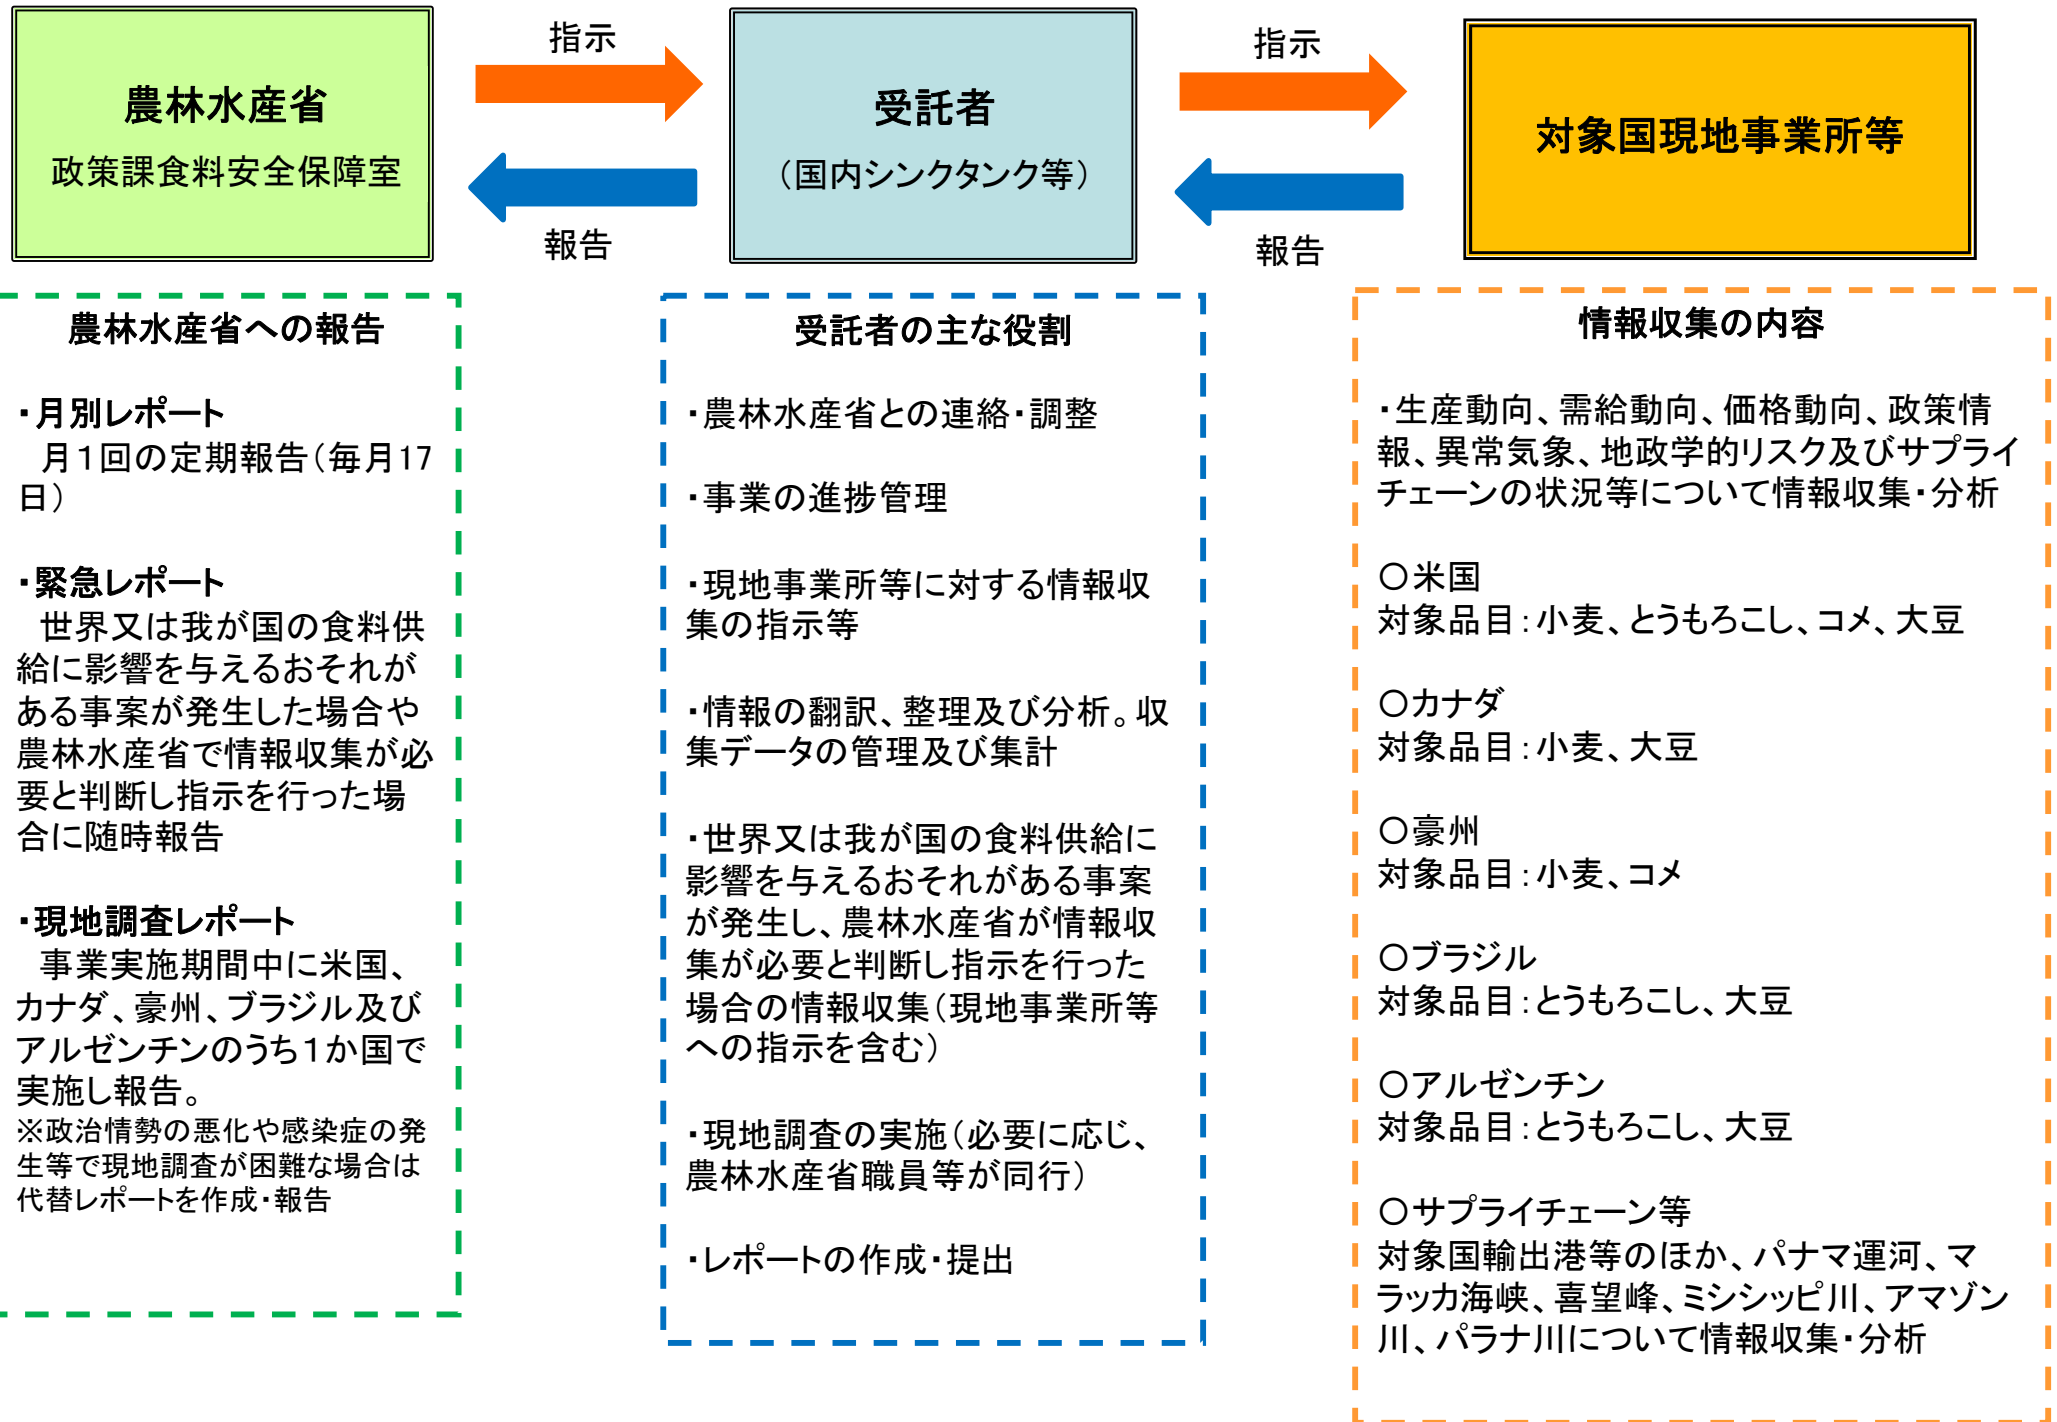 農林水産省
政策課食料安全保障室
指示
報告
受託者
（国内シンクタンク等）
指示
報告
対象国現地事業所等
農林水産省への報告
・月別レポート
月１回の定期報告（毎月17
日）
・緊急レポート
世界又は我が国の食料供
給に影響を与えるおそれが
ある事案が発生した場合や
農林水産省で情報収集が必
要と判断し指示を行った場
合に随時報告
・現地調査レポート
事業実施期間中に米国、
カナダ、豪州、ブラジル及び
アルゼンチンのうち１か国で
実施し報告。
※政治情勢の悪化や感染症の発
生等で現地調査が困難な場合は
代替レポートを作成・報告
受託者の主な役割
・農林水産省との連絡・調整
・事業の進捗管理
・現地事業所等に対する情報収
集の指示等
・情報の翻訳、整理及び分析。収
集データの管理及び集計
・世界又は我が国の食料供給に
影響を与えるおそれがある事案
が発生し、農林水産省が情報収
集が必要と判断し指示を行った
場合の情報収集（現地事業所等
への指示を含む）
・現地調査の実施（必要に応じ、
農林水産省職員等が同行）
・レポートの作成・提出
情報収集の内容
・生産動向、需給動向、価格動向、政策情
報、異常気象、地政学的リスク及びサプライ
チェーンの状況等について情報収集・分析
〇米国
対象品目：小麦、とうもろこし、コメ、大豆
〇カナダ
対象品目：小麦、大豆
〇豪州
対象品目：小麦、コメ
〇ブラジル
対象品目：とうもろこし、大豆
〇アルゼンチン
対象品目：とうもろこし、大豆
〇サプライチェーン等
対象国輸出港等のほか、パナマ運河、マ
ラッカ海峡、喜望峰、ミシシッピ川、アマゾン
川、パラナ川について情報収集・分析